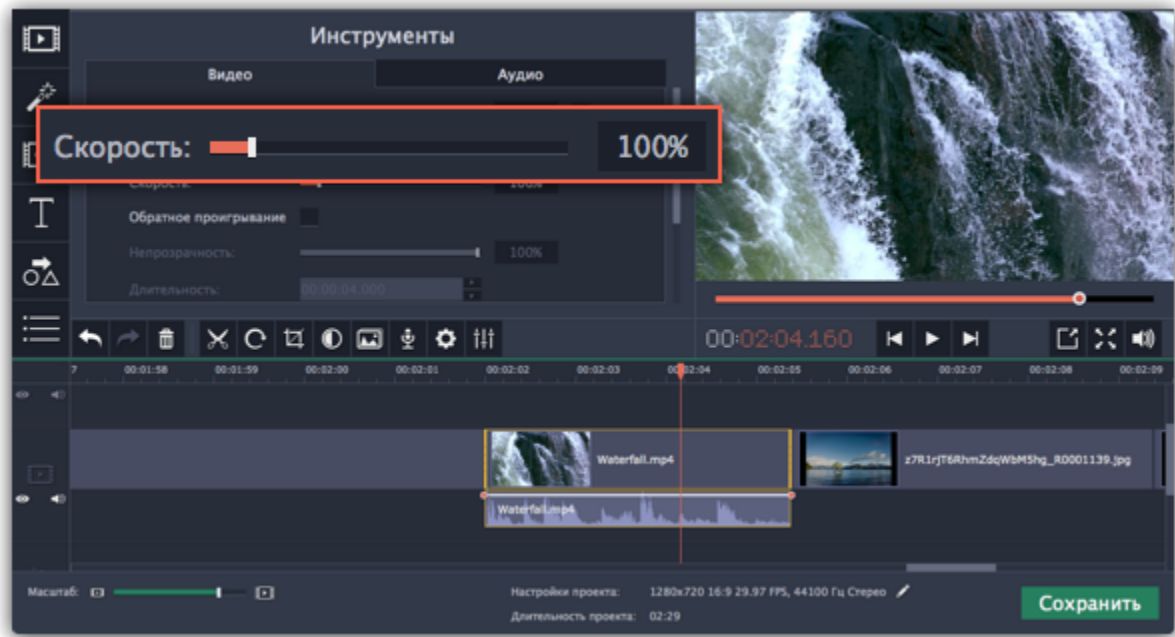 Инструменты
Видео
Аудио
Скорость:
100%
Скорость:
100%
Обратное проигрывание
Непрозрачность:
100%
Длительность:
00:00:04.000
00:02:04.160
7 00:01:58 00:01:59 00:02:00 00:02:01 00:02:02 00:02:03 00:02:04 00:02:05 00:02:06 00:02:07 00:02:08 00:02:09
Waterfall.mp4
z7R1rjT6RhmZdqWbM5hg_R0001139.jpg
Waterfall.mp4
Масштаб:
Настройки проекта: 1280x720 16:9 29.97 FPS, 44100 Гц Стерео
Длительность проекта: 02:29
Сохранить